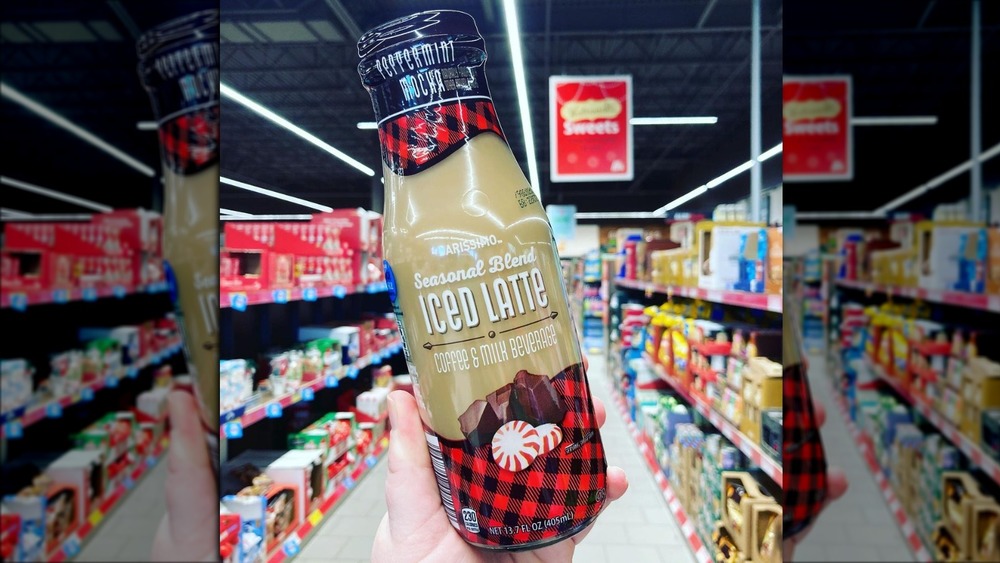 PEPPERMINT
MOCHA
Sweets
BARISSIMO
Seasonal Blend
ICED LATTE
COFFEE & MILK BEVERAGE
230
NET 13.7 FL OZ (405mL)
Sweets